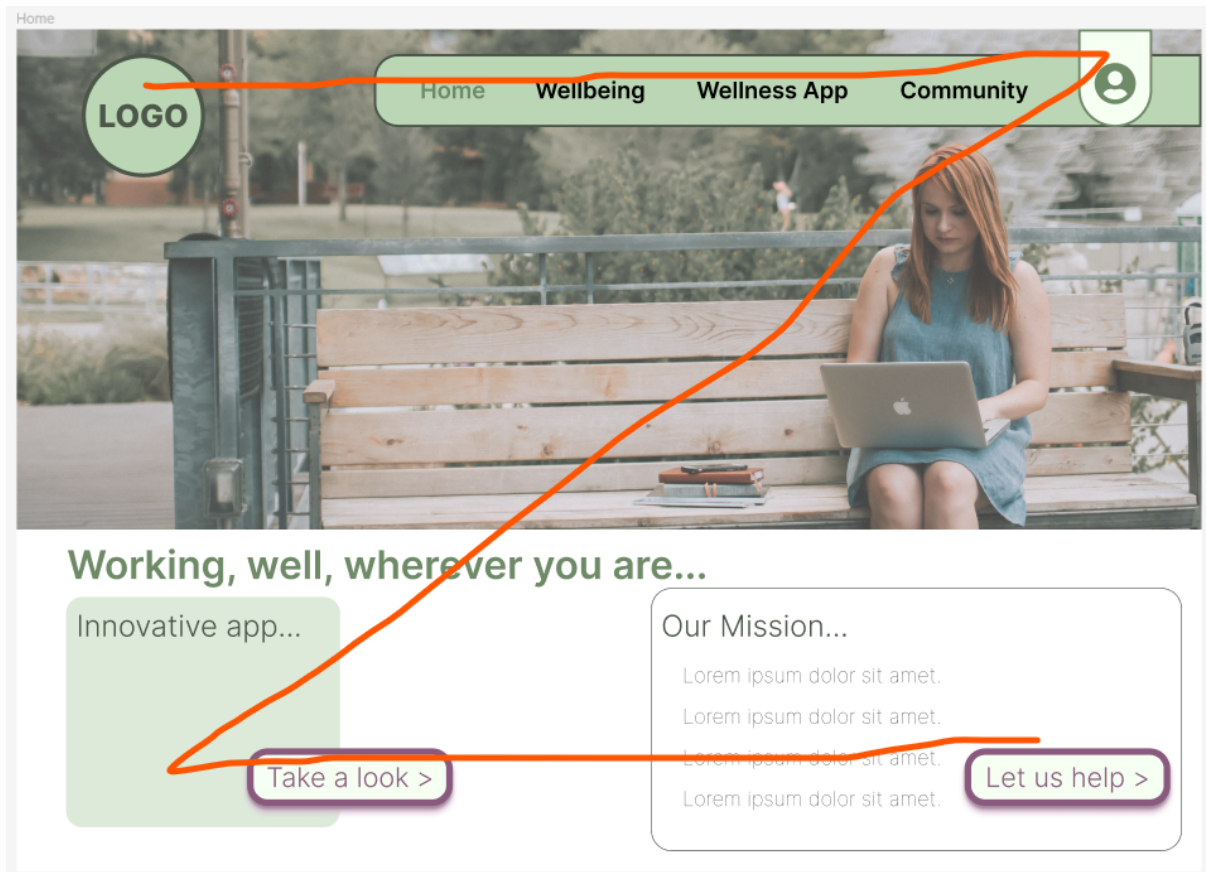 Home
LOGO
Home Wellbeing Wellness App Community
Working, well, wherever you are...
Innovative app...
Take a look >
Our Mission...
Lorem ipsum dolor sit amet.
Lorem ipsum dolor sit amet.
Lorem ipsum dolor sit amet.
Lorem ipsum dolor sit amet.
Let us help >